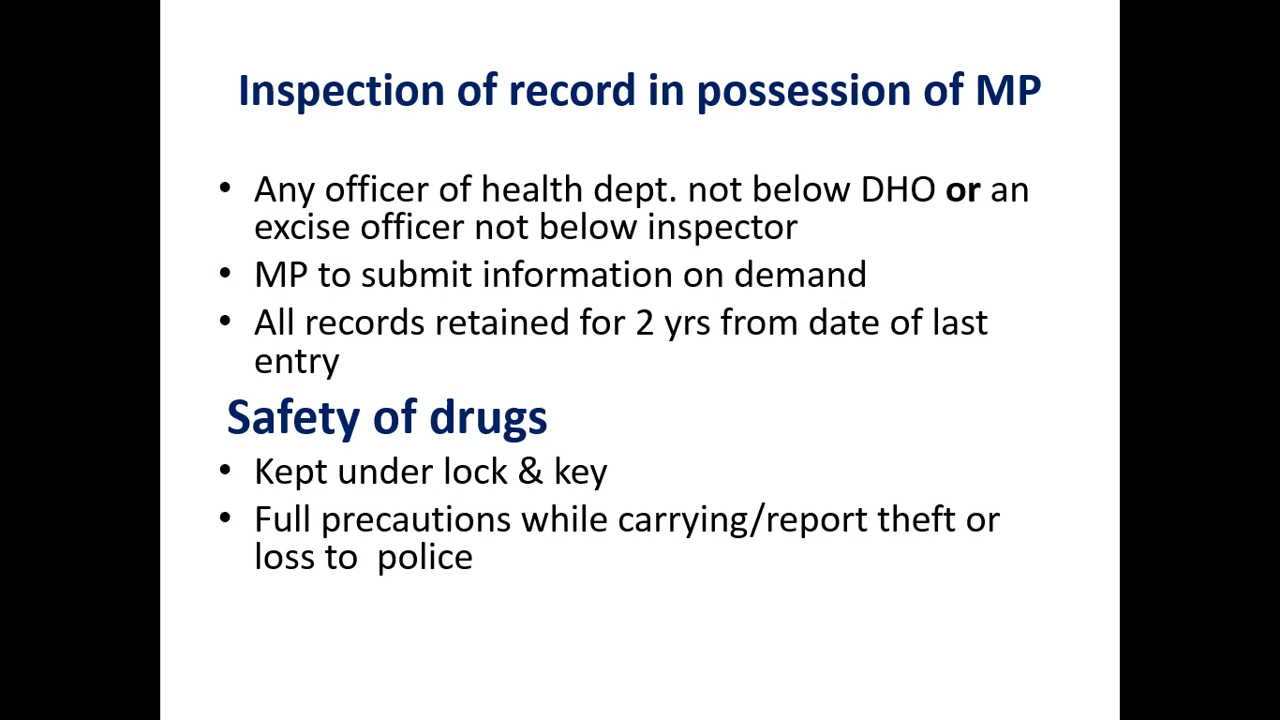 Inspection of record in possession of MP
• Any officer of health dept. not below DHO or an
excise officer not below inspector
• MP to submit information on demand
• All records retained for 2 yrs from date of last
entry
Safety of drugs
• Kept under lock & key
• Full precautions while carrying/report theft or
loss to  police